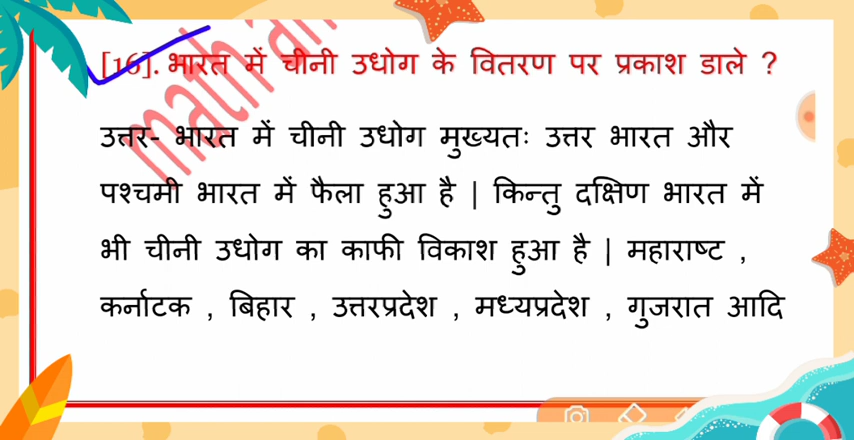 [16]. भारत में चीनी उधोग के वितरण पर प्रकाश डाले ?
उत्तर- भारत में चीनी उधोग मुख्यतः उत्तर भारत और
पश्चमी भारत में फैला हुआ है | किन्तु दक्षिण भारत में
भी चीनी उधोग का काफी विकाश हुआ है | महाराष्ट ,
कर्नाटक , बिहार , उत्तरप्रदेश , मध्यप्रदेश , गुजरात आदि